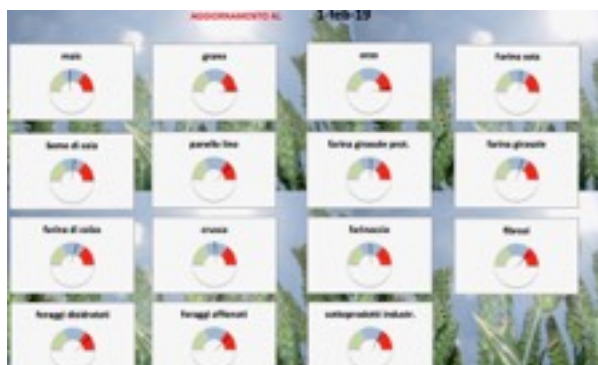 AGGIORNAMENTO AL 1-feb-19
mais grano orzo farina soia
seme di soia panello lino farina girasole prot. farina girasole
farina di colza crusca farinaccio fibrosi
foraggi disidratati foraggi affienati sottoprodotti industr.